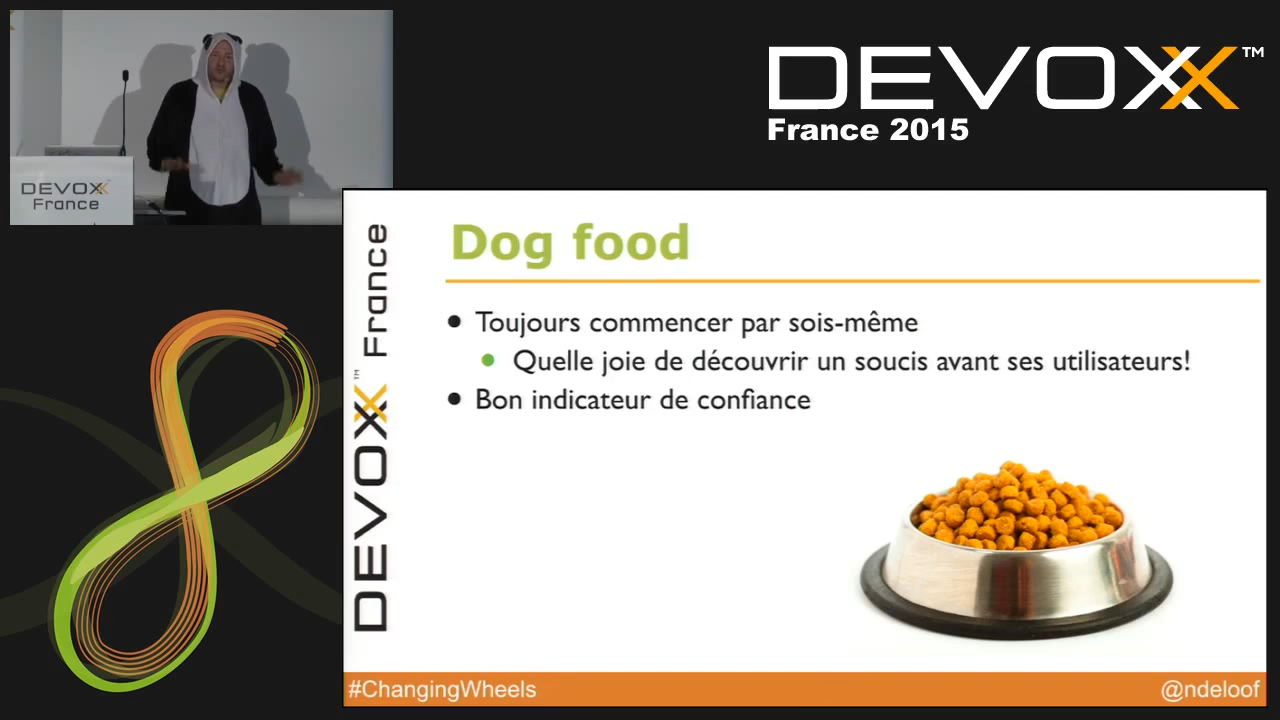 DEVOXX™
France 2015
DEVOXX
France
DEVOXX™ France
Dog food
• Toujours commencer par sois-même
• Quelle joie de découvrir un soucis avant ses utilisateurs!
• Bon indicateur de confiance
#ChangingWheels
@ndeloof